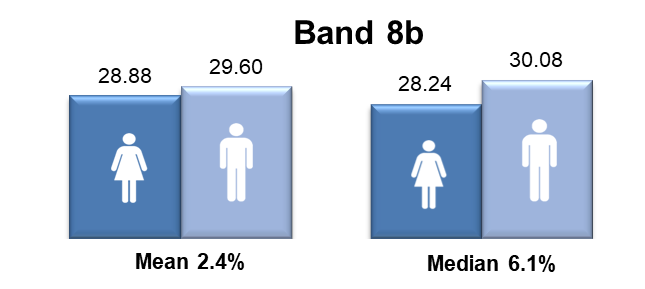 Band 8b
28.88
29.60
28.24
30.08
Mean 2.4%
Median 6.1%